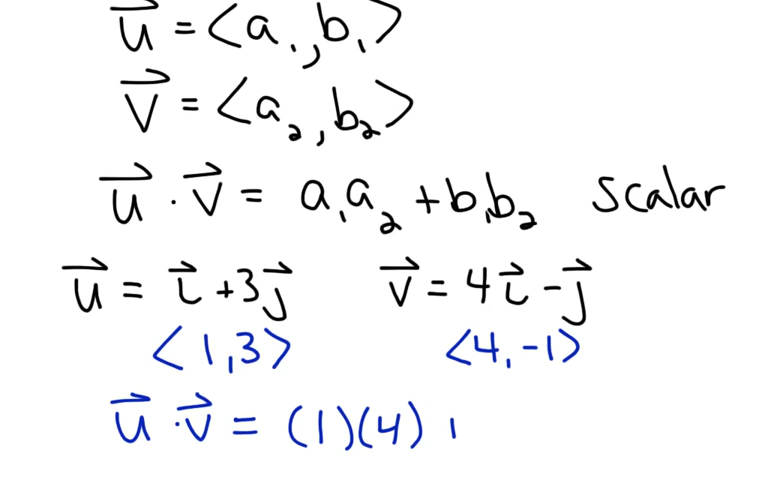 u⃗ = <a₁, b₁>
v⃗ = <a₂, b₂>
u⃗ · v⃗ = a₁a₂ + b₁b₂ scalar
u⃗ = i⃗ + 3j⃗ v⃗ = 4i⃗ - j⃗
<1, 3> <4, -1>
u⃗ · v⃗ = (1)(4)